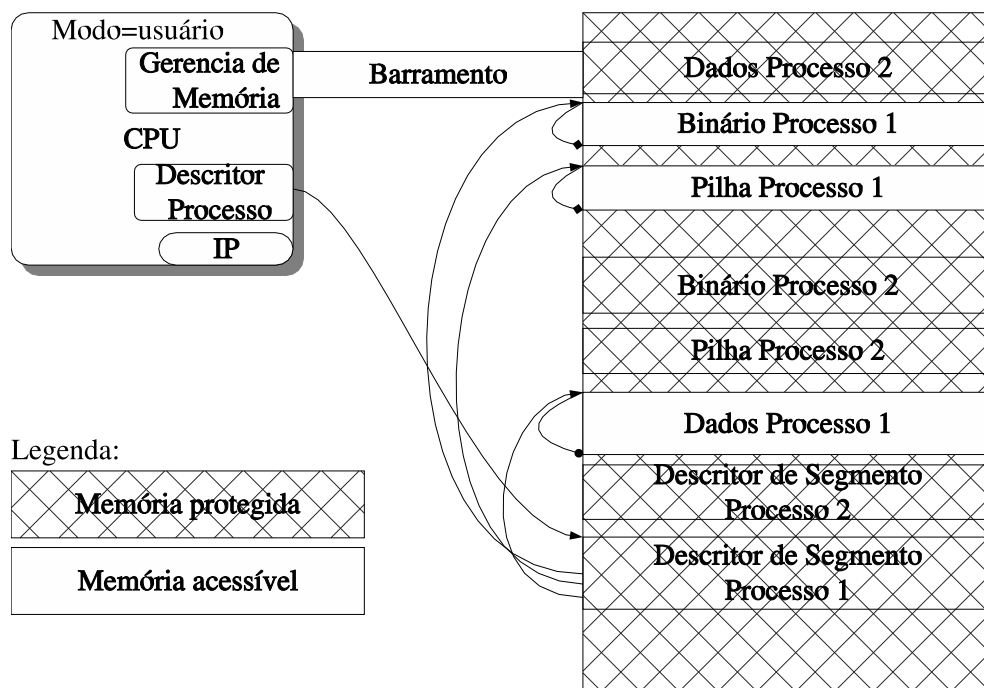 Modo=usuário
Gerencia de
Memória
CPU
Descritor
Processo
IP
Barramento
Dados Processo 2
Binário Processo 1
Pilha Processo 1
Binário Processo 2
Pilha Processo 2
Dados Processo 1
Descritor de Segmento
Processo 2
Descritor de Segmento
Processo 1
Legenda:
Memória protegida
Memória acessível